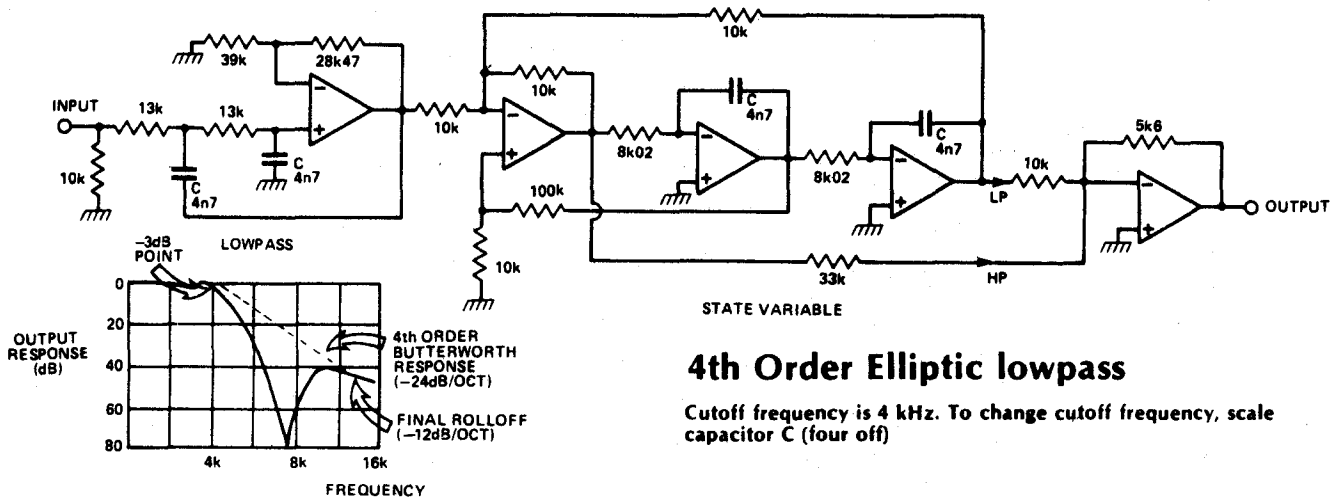 10k
39k
28k47
10k
INPUT
13k
13k
10k
C
4n7
C
4n7
5k6
8k02
8k02
10k
10k
C
4n7
C
4n7
100k
LP
OUTPUT
−3dB
POINT
LOWPASS
10k
33k
HP
STATE VARIABLE
0
20
40
60
80
OUTPUT
RESPONSE
(dB)
4th ORDER
BUTTERWORTH
RESPONSE
(−24dB/OCT)
FINAL ROLLOFF
(−12dB/OCT)
4k
8k
16k
FREQUENCY
4th Order Elliptic lowpass
Cutoff frequency is 4 kHz. To change cutoff frequency, scale
capacitor C (four off)
− + − + − + − + − +